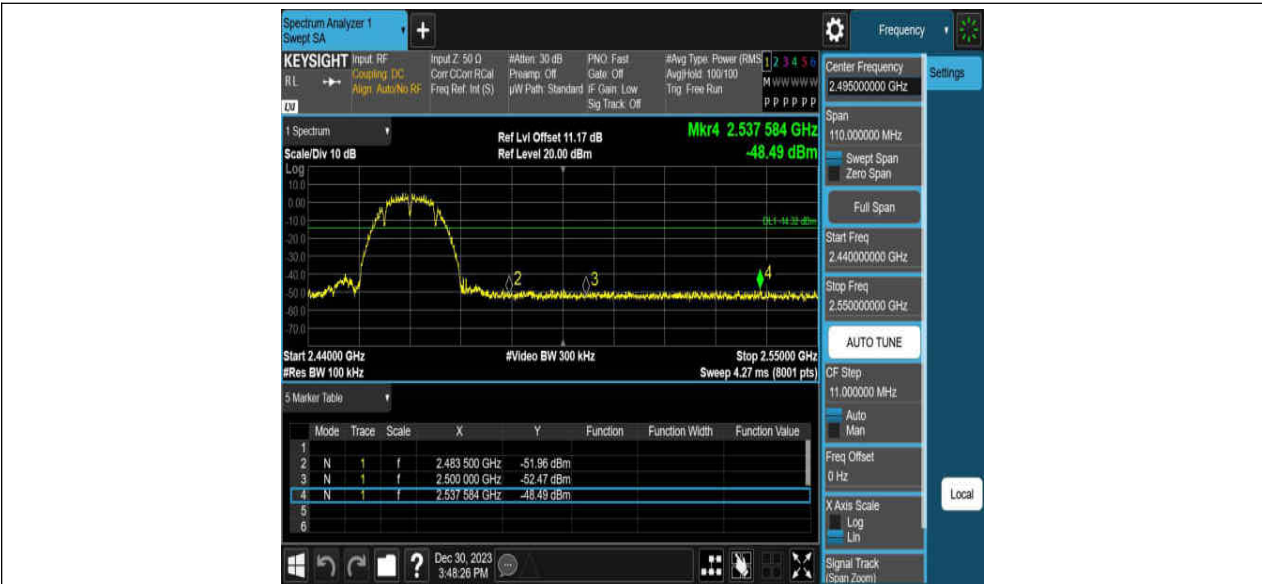 Spectrum Analyzer 1
Swept SA
+
Frequency
KEYSIGHT
RL
LXI
Input: RF
Coupling: DC
Align: Auto/No RF
Input Z: 50 Ω
Corr CCorr RCal
Freq Ref: Int (S)
#Atten: 30 dB
Preamp: Off
µW Path: Standard
PNO: Fast
Gate: Off
IF Gain: Low
Sig Track: Off
#Avg Type: Power (RMS
Avg|Hold: 100/100
Trig: Free Run
1 2 3 4 5 6
M W W W W W
P P P P P P
1 Spectrum
Scale/Div 10 dB
Ref Lvl Offset 11.17 dB
Ref Level 20.00 dBm
Mkr4 2.537 584 GHz
-48.49 dBm
Log
10.0
0.00
-10.0
-20.0
-30.0
-40.0
-50.0
-60.0
-70.0
DL1 -14.32 dBm
2
3
4
Start 2.44000 GHz
#Res BW 100 kHz
#Video BW 300 kHz
Stop 2.55000 GHz
Sweep 4.27 ms (8001 pts)
5 Marker Table
Mode Trace Scale X Y Function Function Width Function Value
1
2 N 1 f 2.483 500 GHz -51.96 dBm
3 N 1 f 2.500 000 GHz -52.47 dBm
4 N 1 f 2.537 584 GHz -48.49 dBm
5
6
?
Dec 30, 2023
3:48:26 PM
Center Frequency
2.495000000 GHz
Settings
Span
110.000000 MHz
Swept Span
Zero Span
Full Span
Start Freq
2.440000000 GHz
Stop Freq
2.550000000 GHz
AUTO TUNE
CF Step
11.000000 MHz
Auto
Man
Freq Offset
0 Hz
Local
X Axis Scale
Log
Lin
Signal Track
(Span Zoom)